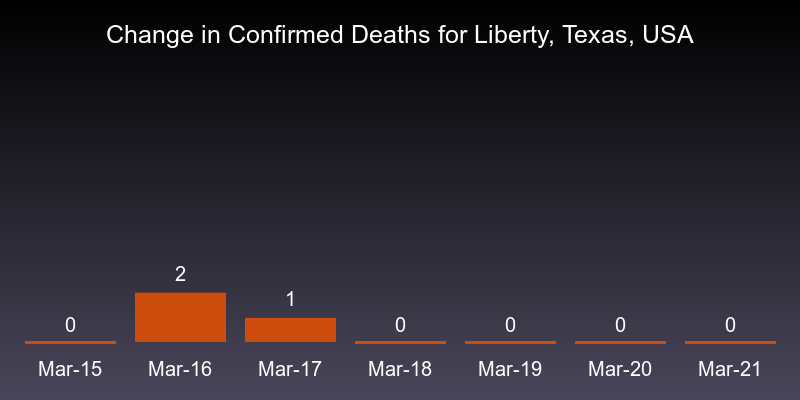 Change in Confirmed Deaths for Liberty, Texas, USA
0 2 1 0 0 0 0
Mar-15 Mar-16 Mar-17 Mar-18 Mar-19 Mar-20 Mar-21